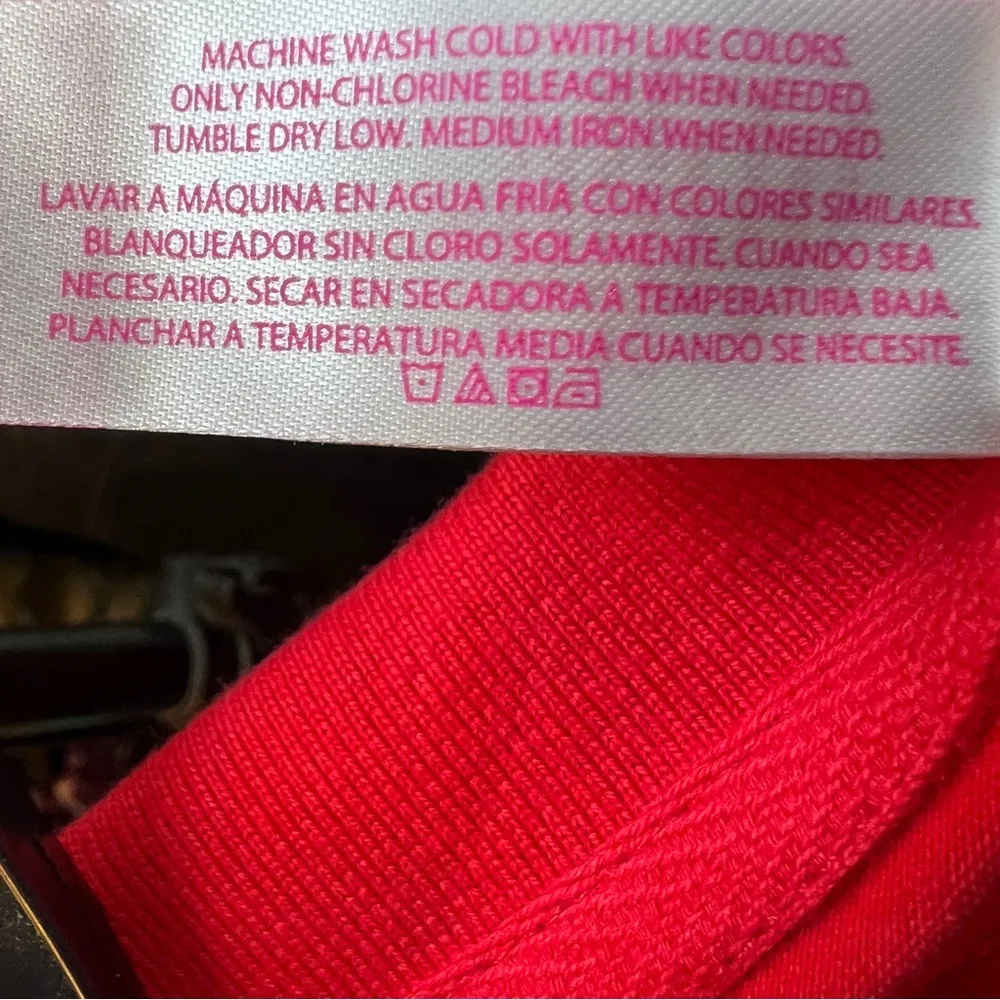 MACHINE WASH COLD WITH LIKE COLORS.
ONLY NON-CHLORINE BLEACH WHEN NEEDED.
TUMBLE DRY LOW. MEDIUM IRON WHEN NEEDED.
LAVAR A MÁQUINA EN AGUA FRÍA CON COLORES SIMILARES.
BLANQUEADOR SIN CLORO SOLAMENTE, CUANDO SEA
NECESARIO. SECAR EN SECADORA A TEMPERATURA BAJA.
PLANCHAR A TEMPERATURA MEDIA CUANDO SE NECESITE.